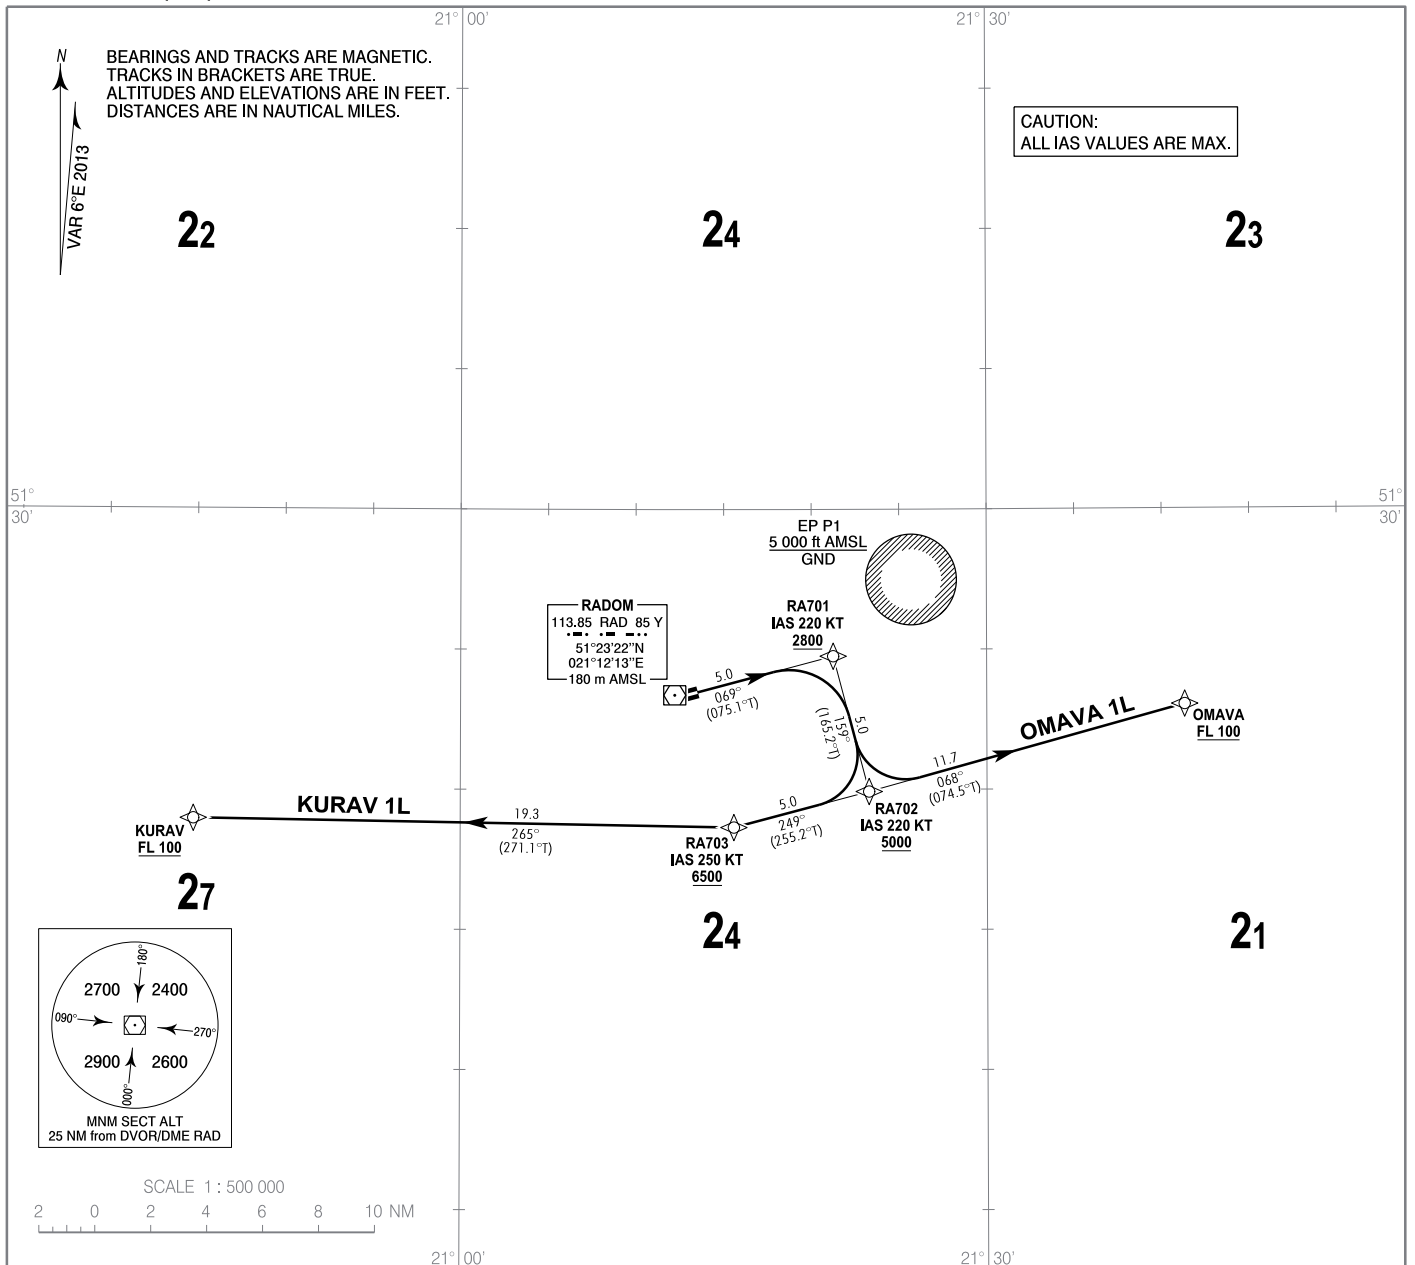 21° 00'
21° 30'
N
VAR 6°E 2013
BEARINGS AND TRACKS ARE MAGNETIC.
TRACKS IN BRACKETS ARE TRUE.
ALTITUDES AND ELEVATIONS ARE IN FEET.
DISTANCES ARE IN NAUTICAL MILES.
CAUTION:
ALL IAS VALUES ARE MAX.
22
24
23
51°
30'
51°
30'
EP P1
5 000 ft AMSL
GND
RADOM
113.85 RAD 85 Y
51°23'22"N
021°12'13"E
180 m AMSL
RA701
IAS 220 KT
2800
5.0
069°
(075.1°T)
5.0
159°
(165.2°T)
OMAVA 1L
OMAVA
FL 100
11.7
068°
(074.5°T)
RA702
IAS 220 KT
5000
5.0
249°
(255.2°T)
RA703
IAS 250 KT
6500
KURAV 1L
19.3
265°
(271.1°T)
KURAV
FL 100
27
24
21
180°
2700 2400
090°
270°
2900 2600
000°
MNM SECT ALT
25 NM from DVOR/DME RAD
SCALE 1 : 500 000
2 0 2 4 6 8 10 NM
21° 00'
21° 30'